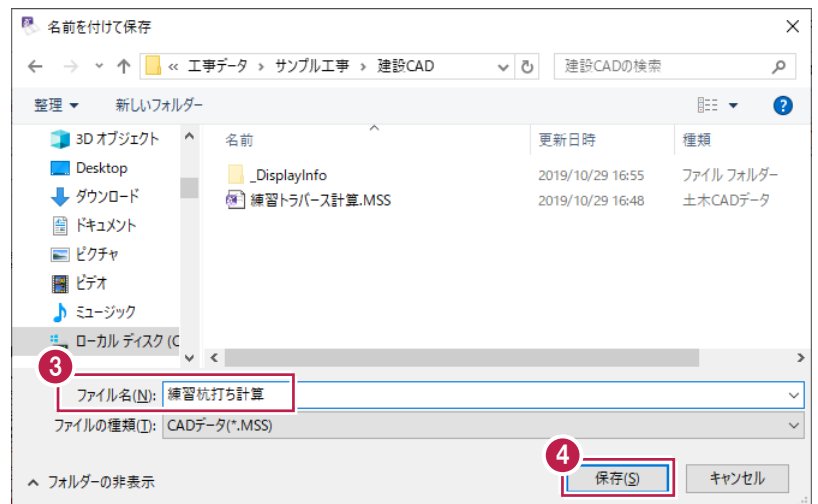 名前を付けて保存
« 工事データ › サンプル工事 › 建設CAD
建設CADの検索
整理
新しいフォルダー
3D オブジェクト
名前
更新日時
種類
Desktop
_DisplayInfo
2019/10/29 16:55
ファイル フォルダー
ダウンロード
練習トラバース計算.MSS
2019/10/29 16:48
土木CADデータ
ドキュメント
ピクチャ
ビデオ
ミュージック
ローカル ディスク (C
3
ファイル名(N): 練習杭打ち計算
ファイルの種類(T): CADデータ(*.MSS)
4
フォルダーの非表示
保存(S)
キャンセル